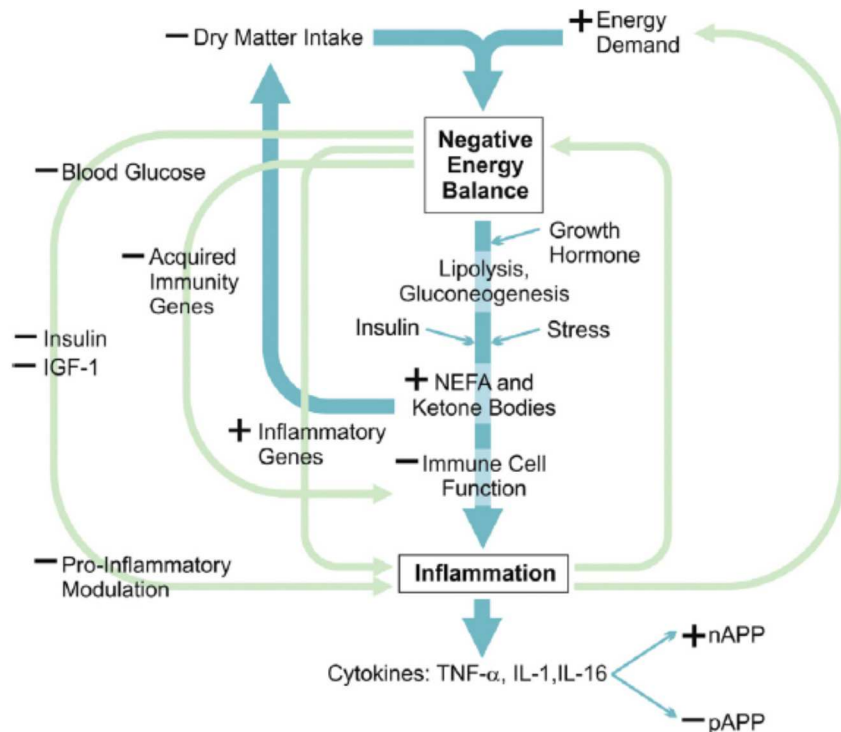 − Dry Matter Intake
+ Energy
Demand
Negative
Energy
Balance
− Blood Glucose
Growth
Hormone
− Acquired
Immunity
Genes
Lipolysis,
Gluconeogenesis
− Insulin
− IGF-1
Insulin
Stress
+ NEFA and
Ketone Bodies
+ Inflammatory
Genes
− Immune Cell
Function
− Pro-Inflammatory
Modulation
Inflammation
Cytokines: TNF-α, IL-1,IL-16
+ nAPP
− pAPP